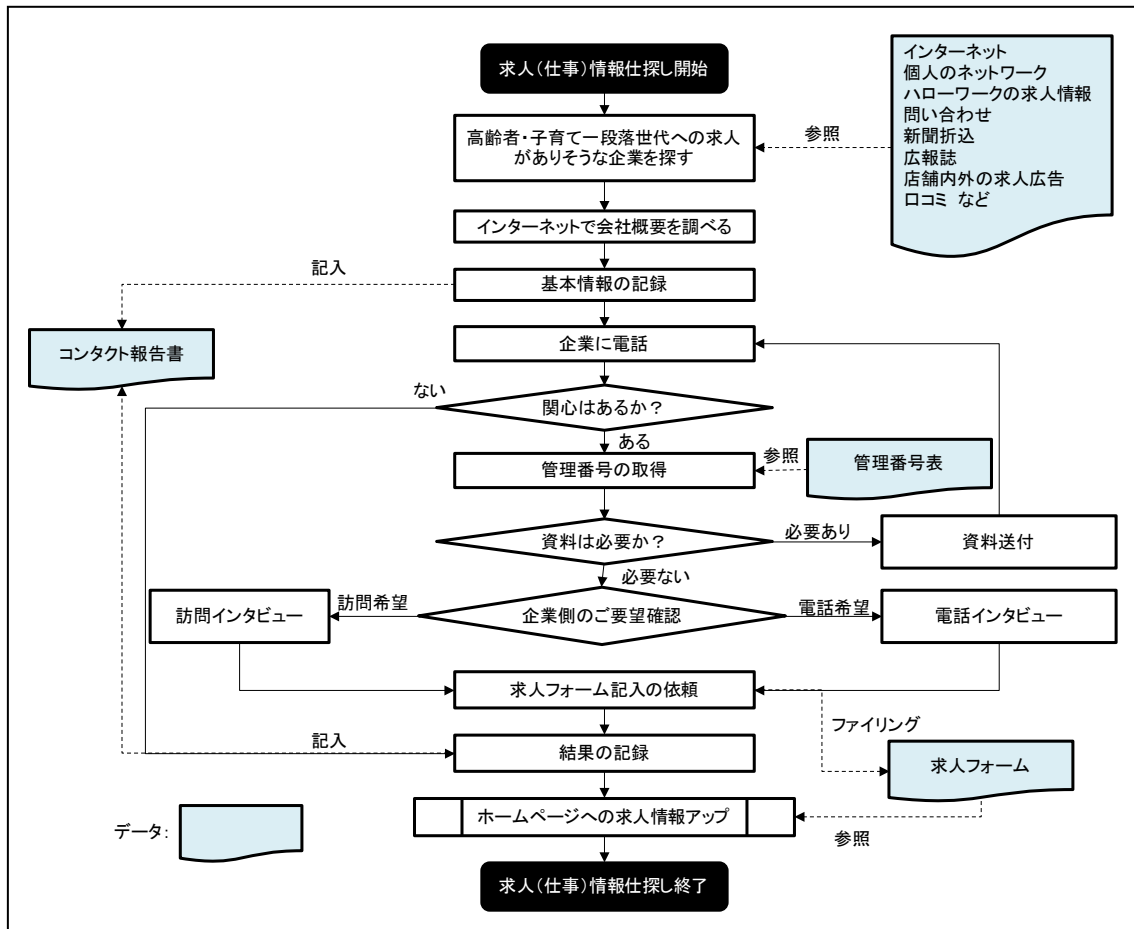 求人(仕事)情報仕探し開始
インターネット
個人のネットワーク
ハローワークの求人情報
問い合わせ
新聞折込
広報誌
店舗内外の求人広告
口コミ など
参照
高齢者・子育て一段落世代への求人
がありそうな企業を探す
インターネットで会社概要を調べる
記入
基本情報の記録
コンタクト報告書
企業に電話
ない
関心はあるか?
ある
管理番号の取得
参照
管理番号表
資料は必要か?
必要あり
資料送付
必要ない
訪問インタビュー
訪問希望
企業側のご要望確認
電話希望
電話インタビュー
求人フォーム記入の依頼
ファイリング
記入
結果の記録
求人フォーム
データ:
ホームページへの求人情報アップ
参照
求人(仕事)情報仕探し終了